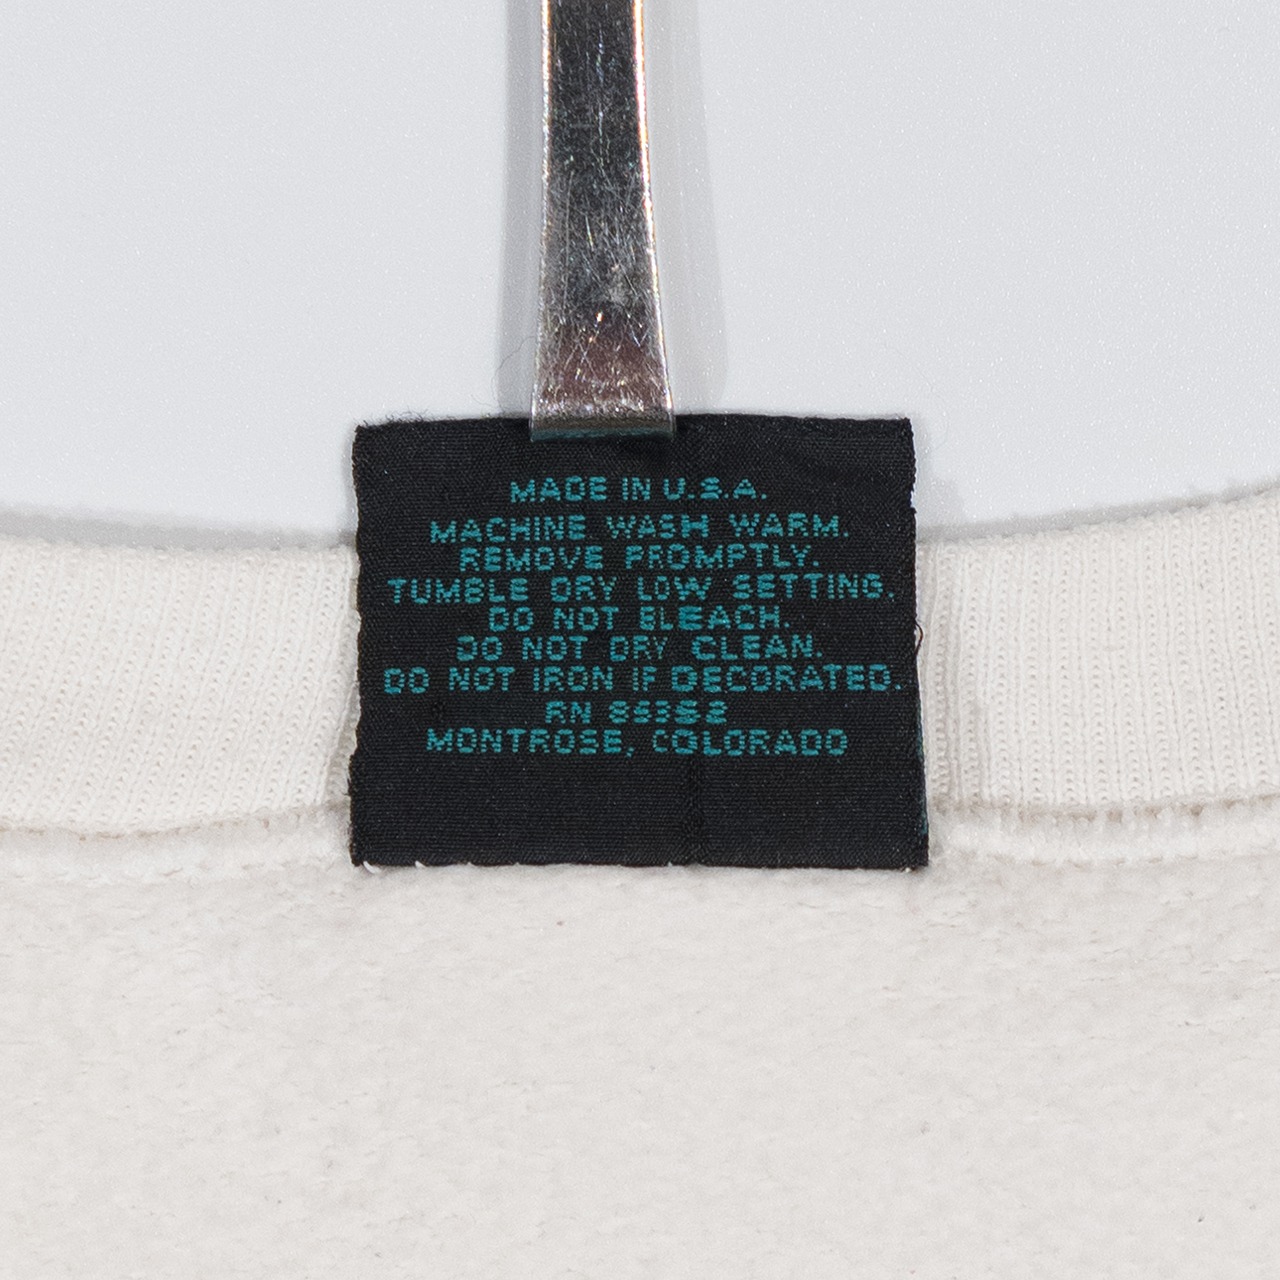 MADE IN U.S.A.
MACHINE WASH WARM.
REMOVE PROMPTLY.
TUMBLE DRY LOW SETTING.
DO NOT BLEACH.
DO NOT DRY CLEAN.
DO NOT IRON IF DECORATED.
RN
MONTROSE, COLORADO